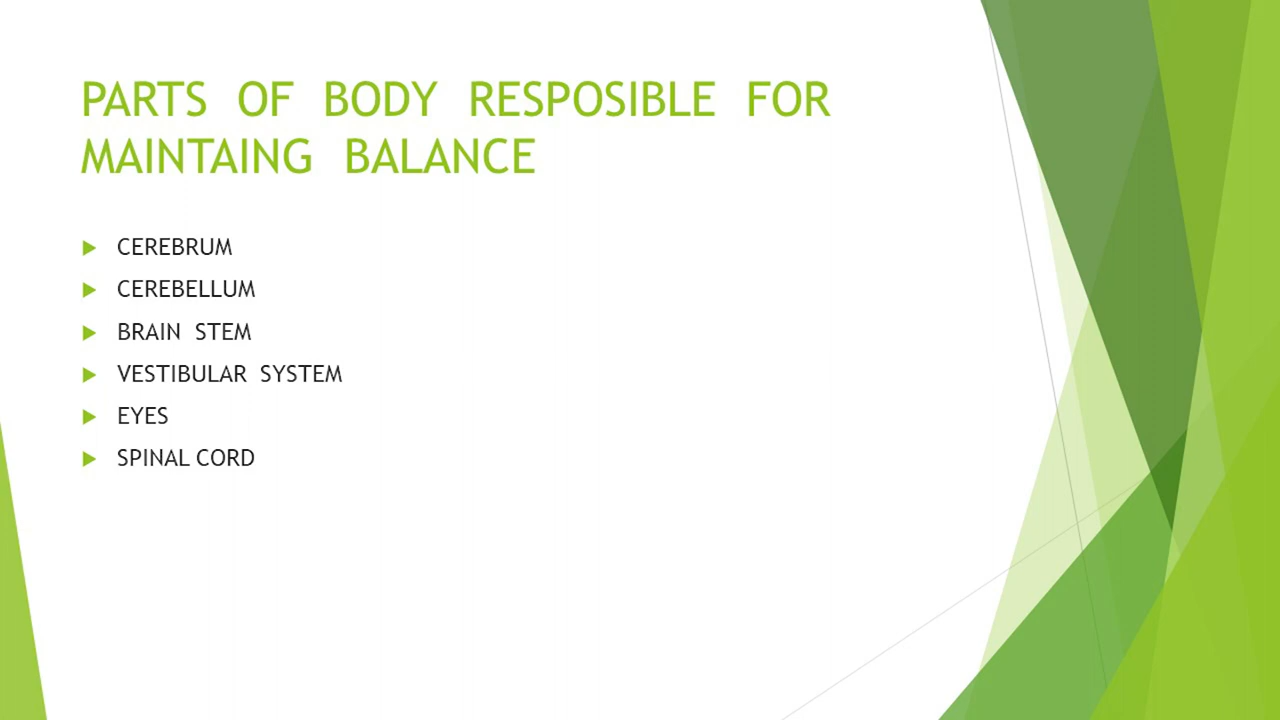 PARTS OF BODY RESPOSIBLE FOR
MAINTAING BALANCE
CEREBRUM
CEREBELLUM
BRAIN STEM
VESTIBULAR SYSTEM
EYES
SPINAL CORD